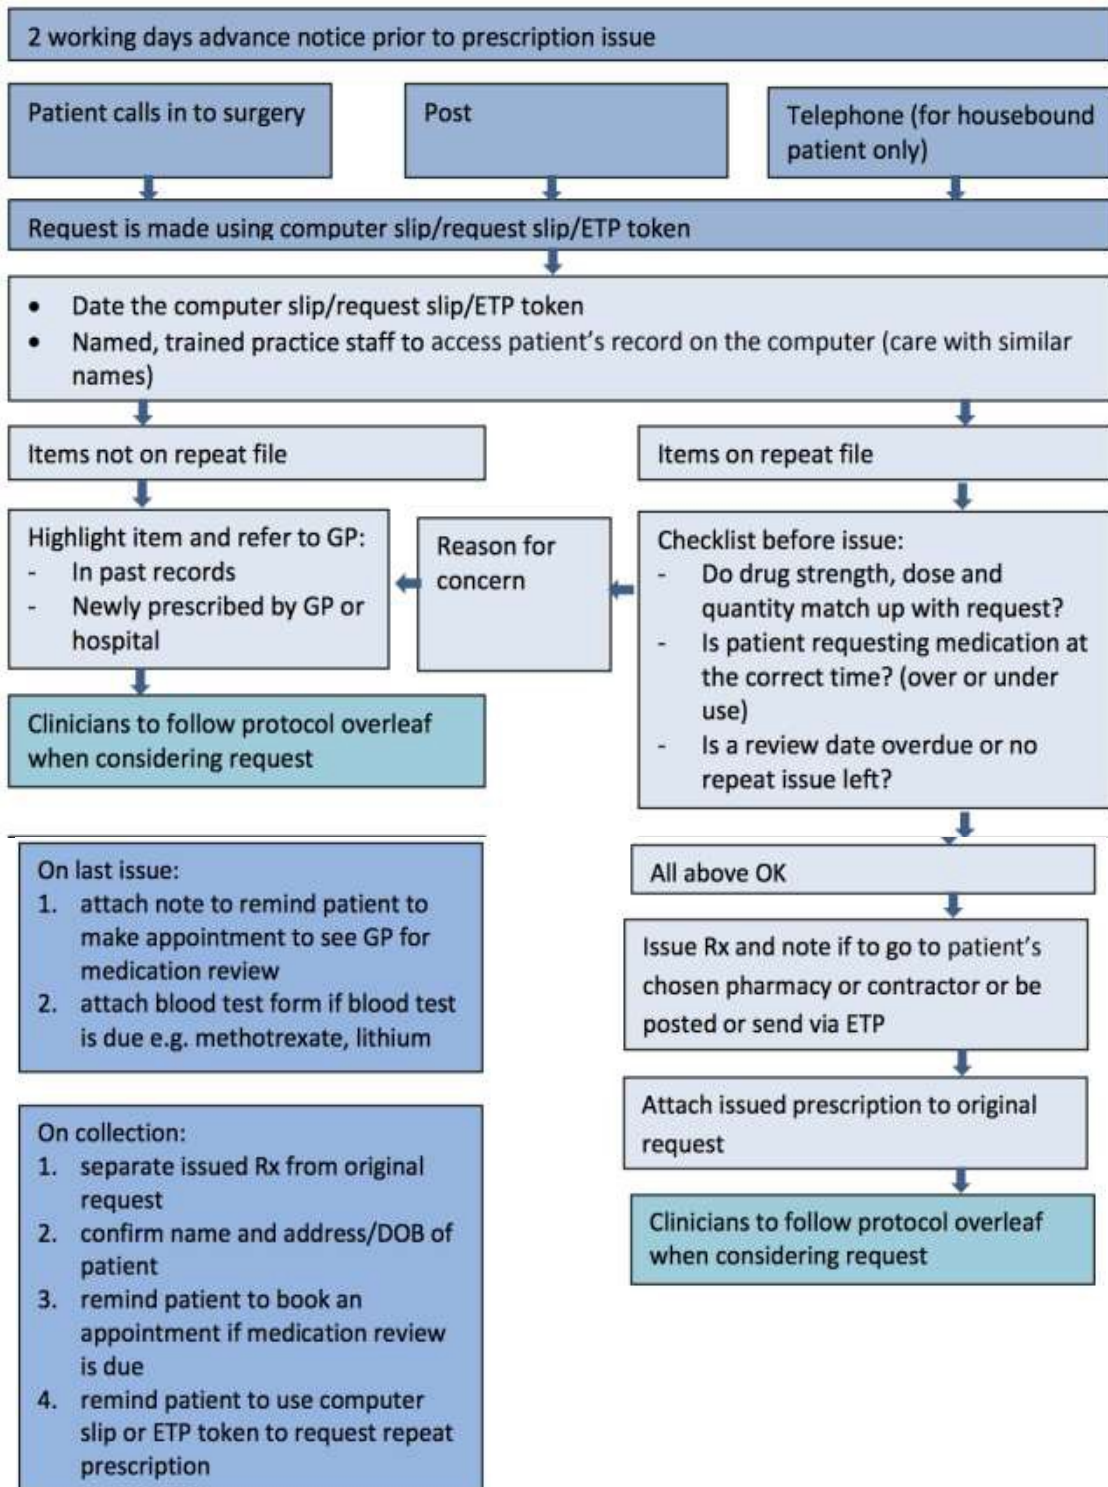 2 working days advance notice prior to prescription issue
Patient calls in to surgery
Post
Telephone (for housebound
patient only)
Request is made using computer slip/request slip/ETP token
• Date the computer slip/request slip/ETP token
• Named, trained practice staff to access patient's record on the computer (care with similar
names)
Items not on repeat file
Items on repeat file
Highlight item and refer to GP:
- In past records
- Newly prescribed by GP or
hospital
Reason for
concern
Checklist before issue:
- Do drug strength, dose and
quantity match up with request?
- Is patient requesting medication at
the correct time? (over or under
use)
- Is a review date overdue or no
repeat issue left?
Clinicians to follow protocol overleaf
when considering request
All above OK
Issue Rx and note if to go to patient's
chosen pharmacy or contractor or be
posted or send via ETP
Attach issued prescription to original
request
Clinicians to follow protocol overleaf
when considering request
On last issue:
1. attach note to remind patient to
make appointment to see GP for
medication review
2. attach blood test form if blood test
is due e.g. methotrexate, lithium
On collection:
1. separate issued Rx from original
request
2. confirm name and address/DOB of
patient
3. remind patient to book an
appointment if medication review
is due
4. remind patient to use computer
slip or ETP token to request repeat
prescription